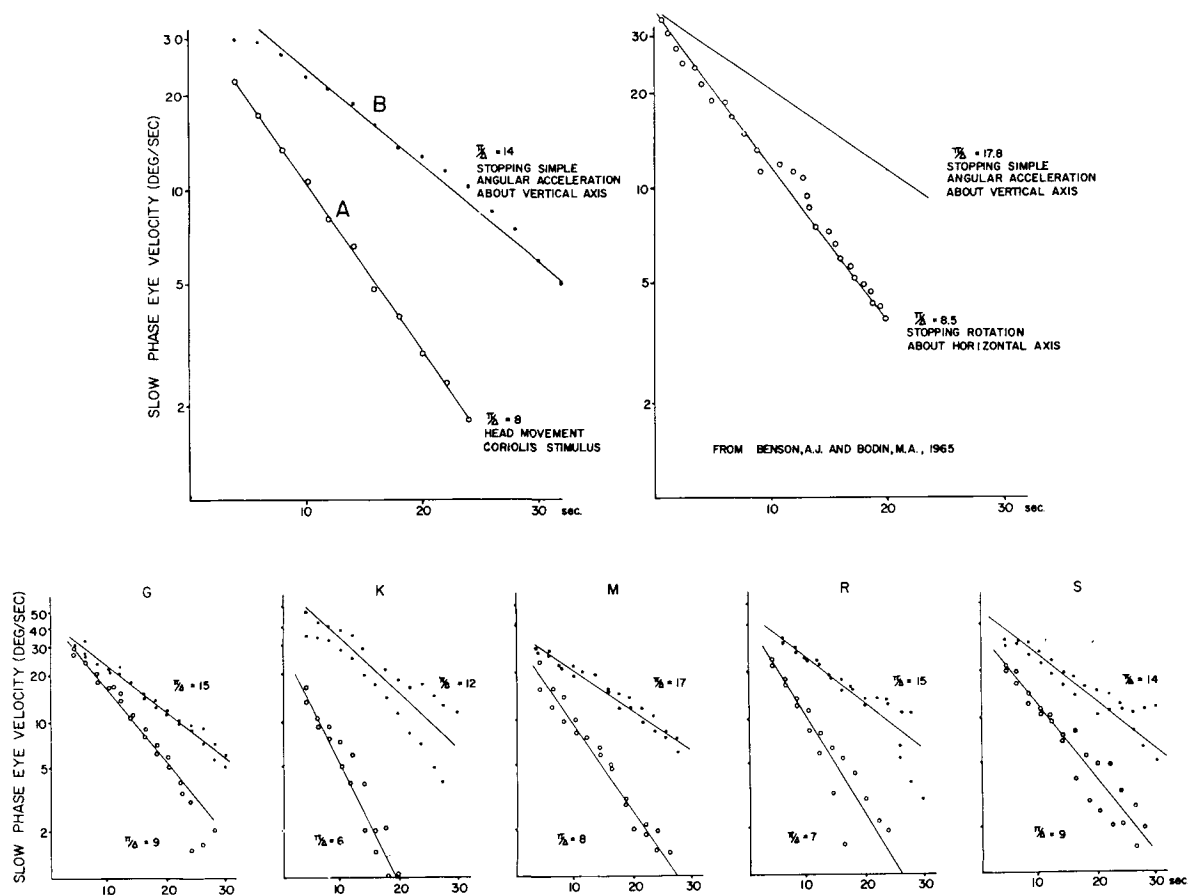 SLOW PHASE EYE VELOCITY (DEG/SEC)
30
20
10
5
2
B
A
π/Δ = 14
STOPPING SIMPLE
ANGULAR ACCELERATION
ABOUT VERTICAL AXIS
π/Δ = 8
HEAD MOVEMENT
CORIOLIS STIMULUS
10 20 30 sec.
30
20
10
5
2
π/Δ = 17.8
STOPPING SIMPLE
ANGULAR ACCELERATION
ABOUT VERTICAL AXIS
π/Δ = 8.5
STOPPING ROTATION
ABOUT HORIZONTAL AXIS
FROM BENSON, A.J. AND BODIN, M.A., 1965
10 20 30 sec.
SLOW PHASE EYE VELOCITY (DEG/SEC)
50
40
30
20
10
5
2
G
π/Δ = 15
π/Δ = 9
10 20 30
K
π/Δ = 12
π/Δ = 6
10 20 30
M
π/Δ = 17
π/Δ = 8
10 20 30
R
π/Δ = 15
π/Δ = 7
10 20 30
S
π/Δ = 14
π/Δ = 9
10 20 30 sec